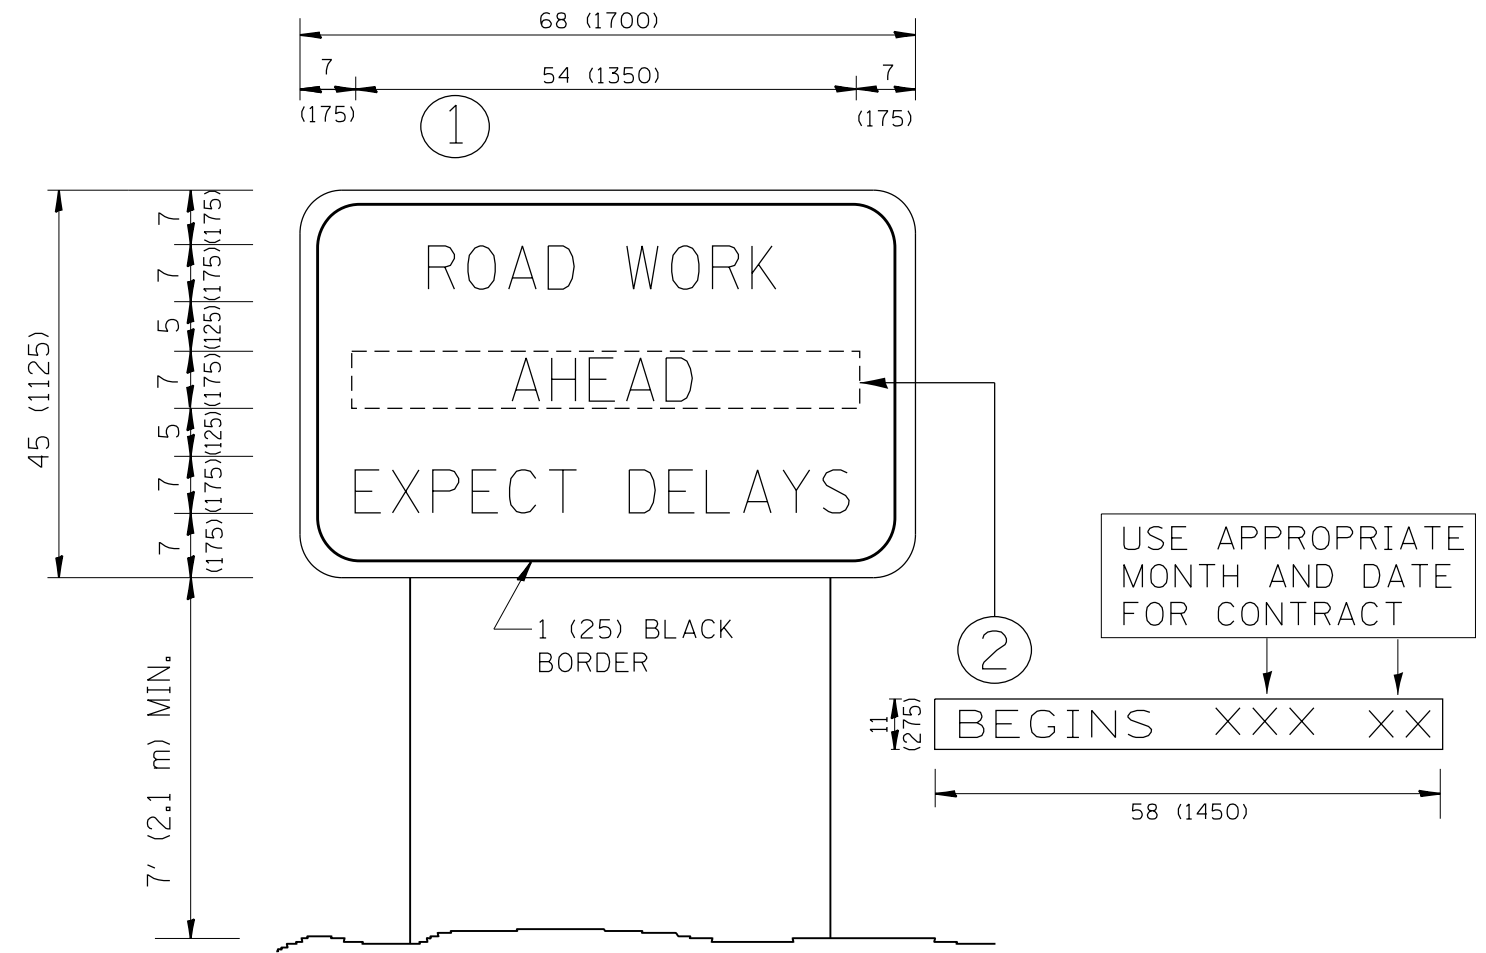 68 (1700)
7
54 (1350)
7
(175)
(175)
1
7
(175)
7
(175)
5
(125)
7
(175)
5
(125)
7
(175)
7
(175)
45 (1125)
ROAD WORK
AHEAD
EXPECT DELAYS
1 (25) BLACK
BORDER
7' (2.1 m) MIN.
2
USE APPROPRIATE
MONTH AND DATE
FOR CONTRACT
11
(275)
BEGINS XXX XX
58 (1450)